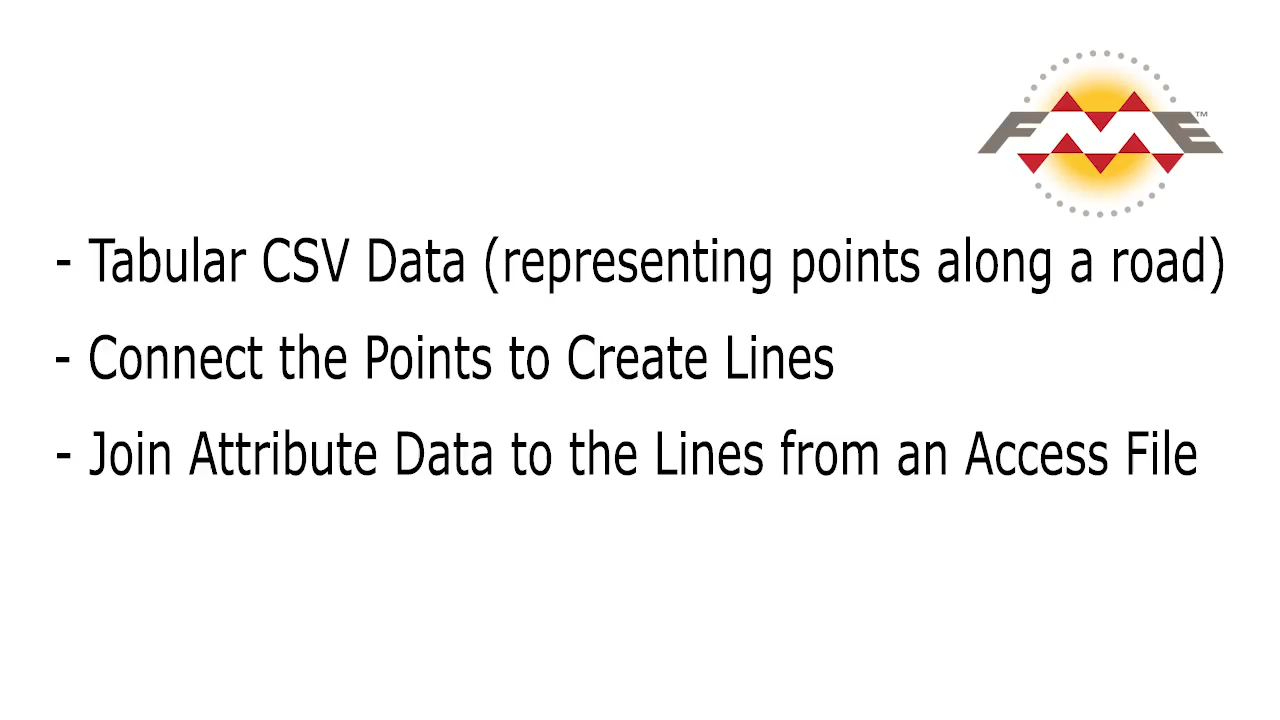 FME™
- Tabular CSV Data (representing points along a road)
- Connect the Points to Create Lines
- Join Attribute Data to the Lines from an Access File